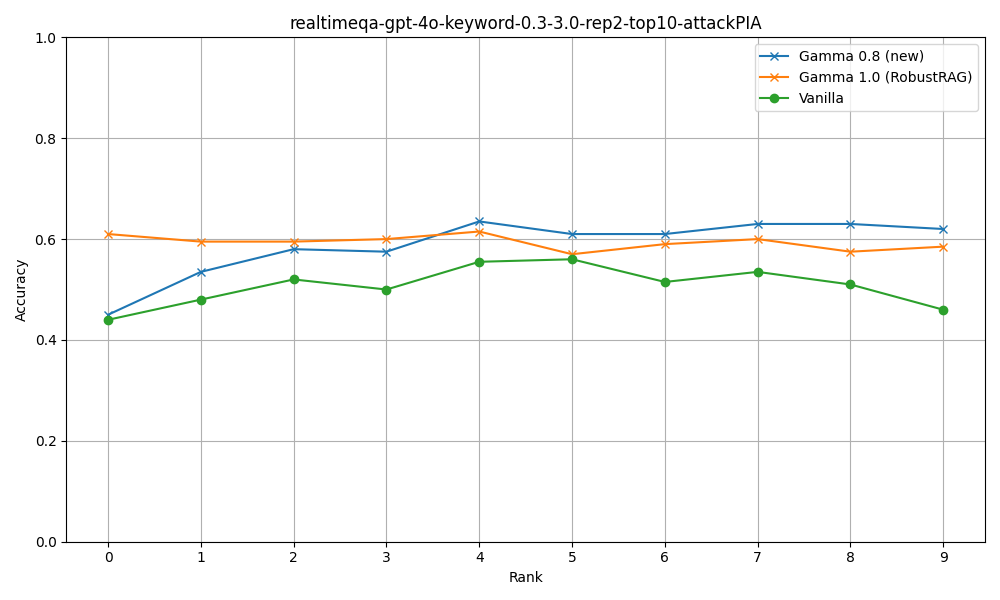 realtimeqa-gpt-4o-keyword-0.3-3.0-rep2-top10-attackPIA
Gamma 0.8 (new)
Gamma 1.0 (RobustRAG)
Vanilla
Accuracy
1.0
0.8
0.6
0.4
0.2
0.0
0 1 2 3 4 5 6 7 8 9
Rank